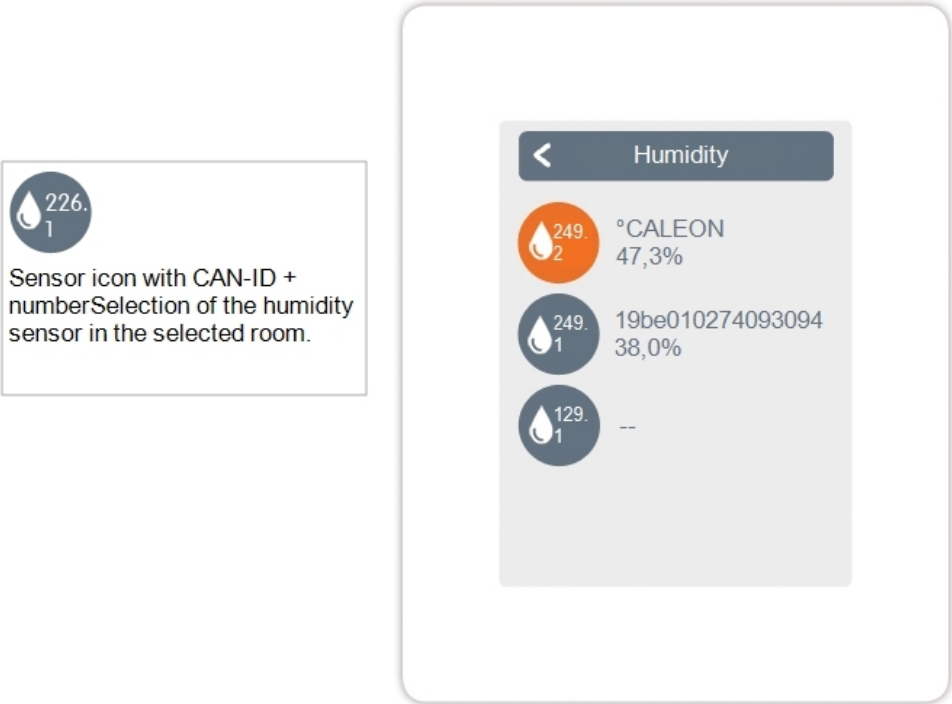 226.
1
Sensor icon with CAN-ID +
numberSelection of the humidity
sensor in the selected room.
Humidity
249.
2
°CALEON
47,3%
249.
1
19be010274093094
38,0%
129.
1
--